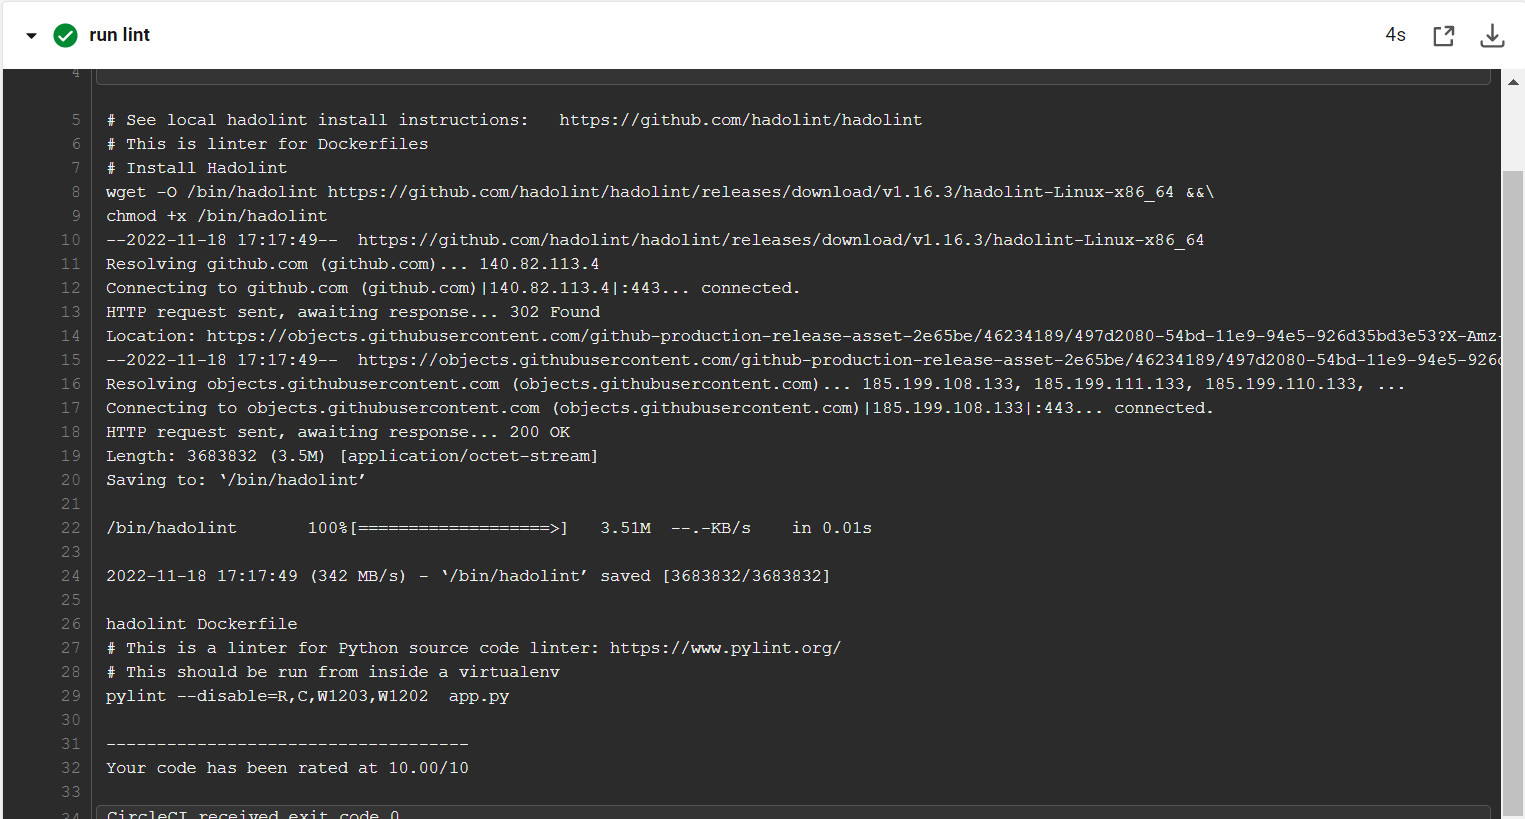 run lint
4s
4
5 # See local hadolint install instructions:   https://github.com/hadolint/hadolint
6 # This is linter for Dockerfiles
7 # Install Hadolint
8 wget -O /bin/hadolint https://github.com/hadolint/hadolint/releases/download/v1.16.3/hadolint-Linux-x86_64 &&\
9 chmod +x /bin/hadolint
10 --2022-11-18 17:17:49--  https://github.com/hadolint/hadolint/releases/download/v1.16.3/hadolint-Linux-x86_64
11 Resolving github.com (github.com)... 140.82.113.4
12 Connecting to github.com (github.com)|140.82.113.4|:443... connected.
13 HTTP request sent, awaiting response... 302 Found
14 Location: https://objects.githubusercontent.com/github-production-release-asset-2e65be/46234189/497d2080-54bd-11e9-94e5-926d35bd3e53?X-Amz-
15 --2022-11-18 17:17:49--  https://objects.githubusercontent.com/github-production-release-asset-2e65be/46234189/497d2080-54bd-11e9-94e5-926d
16 Resolving objects.githubusercontent.com (objects.githubusercontent.com)... 185.199.108.133, 185.199.111.133, 185.199.110.133, ...
17 Connecting to objects.githubusercontent.com (objects.githubusercontent.com)|185.199.108.133|:443... connected.
18 HTTP request sent, awaiting response... 200 OK
19 Length: 3683832 (3.5M) [application/octet-stream]
20 Saving to: ‘/bin/hadolint’
21
22 /bin/hadolint       100%[===================>]   3.51M  --.-KB/s    in 0.01s
23
24 2022-11-18 17:17:49 (342 MB/s) - ‘/bin/hadolint’ saved [3683832/3683832]
25
26 hadolint Dockerfile
27 # This is a linter for Python source code linter: https://www.pylint.org/
28 # This should be run from inside a virtualenv
29 pylint --disable=R,C,W1203,W1202  app.py
30
31 ------------------------------------
32 Your code has been rated at 10.00/10
33
34 CircleCI received exit code 0